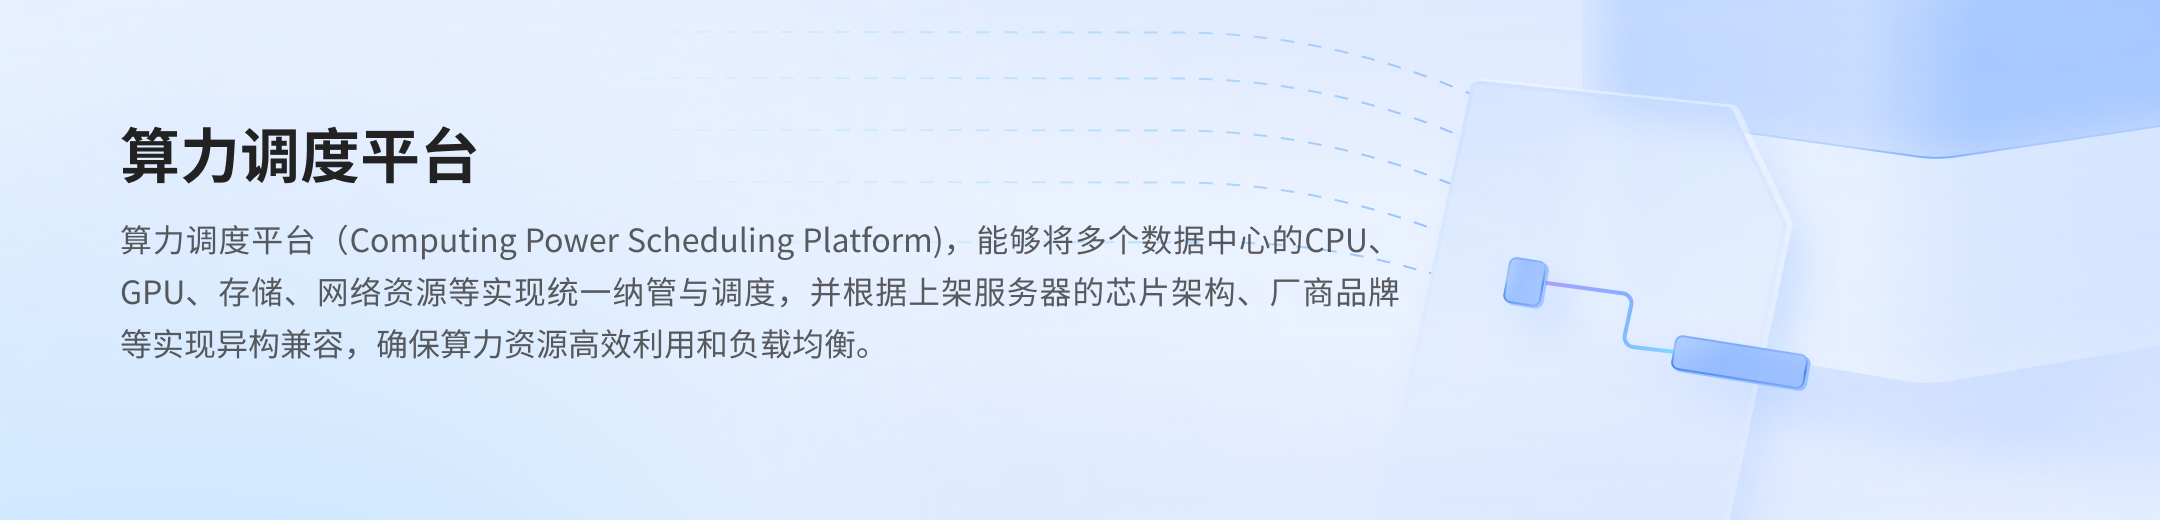 算力调度平台
算力调度平台（Computing Power Scheduling Platform)，能够将多个数据中心的CPU、
GPU、存储、网络资源等实现统一纳管与调度，并根据上架服务器的芯片架构、厂商品牌
等实现异构兼容，确保算力资源高效利用和负载均衡。